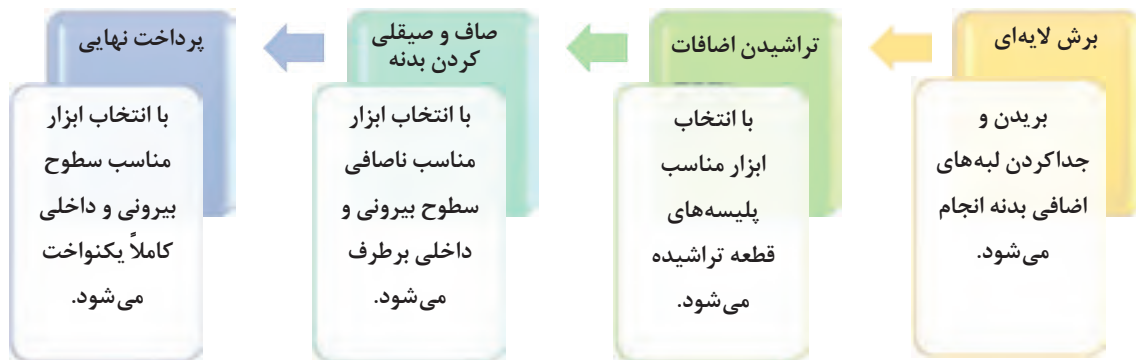 برش لایه‌ای
بریدن و
جداکردن لبه‌های
اضافی بدنه انجام
می‌شود.
تراشیدن اضافات
با انتخاب
ابزار مناسب
پلیسه‌های
قطعه تراشیده
می‌شود.
صاف و صیقلی
کردن بدنه
با انتخاب ابزار
مناسب ناصافی
سطوح بیرونی و
داخلی برطرف
می‌شود.
پرداخت نهایی
با انتخاب ابزار
مناسب سطوح
بیرونی و داخلی
کاملاً یکنواخت
می‌شود.